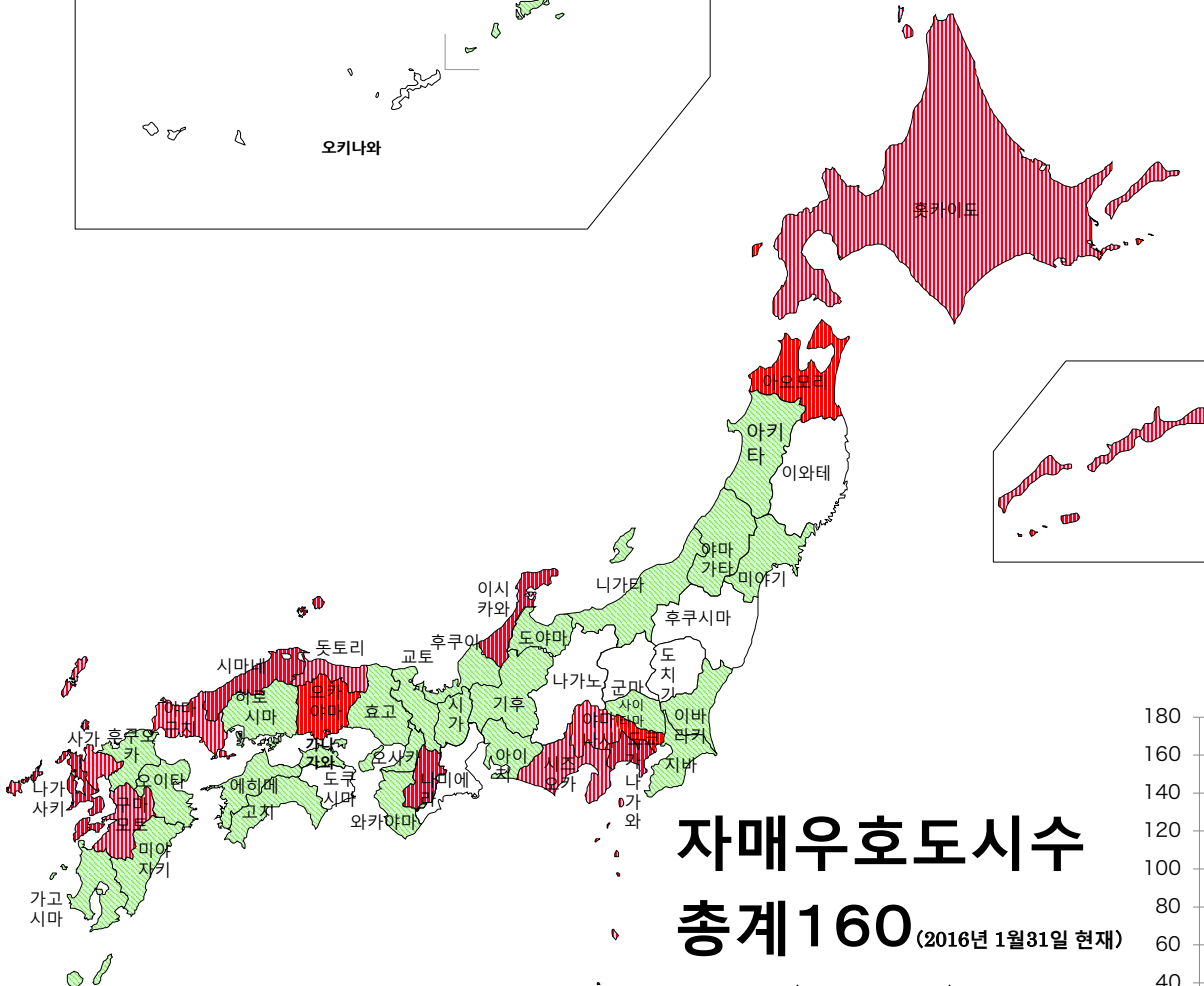 오키나와
홋카이도
아오모리
아키
타
이와테
야마
가타
미야기
니가타
이시
카와
후쿠시마
도야마
후쿠이
돗토리
교토
시마네
도
치
기
나가노
군마
사이
타마
이바
라키
오카
야마
히로
시마
야마
구치
효고
시
가
기후
야마
나시
도쿄
사가
후쿠오
카
가나
가와
오사카
아이
치
시즈
오카
지바
오이타
에히메
도쿠
시마
나
라
미에
가
나
가
와
나가
사키
구마
모토
고치
와카야마
미야
자키
가고
시마
자매우호도시수
총계160(2016년 1월31일 현재)
180
160
140
120
100
80
60
40